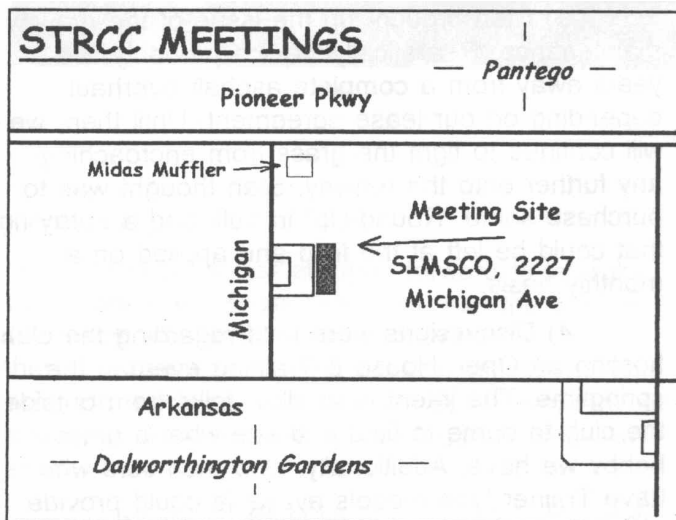 STRCC MEETINGS
Pantego
Pioneer Pkwy
Midas Muffler
Michigan
Meeting Site
SIMSCO, 2227
Michigan Ave
Arkansas
Dalworthington Gardens